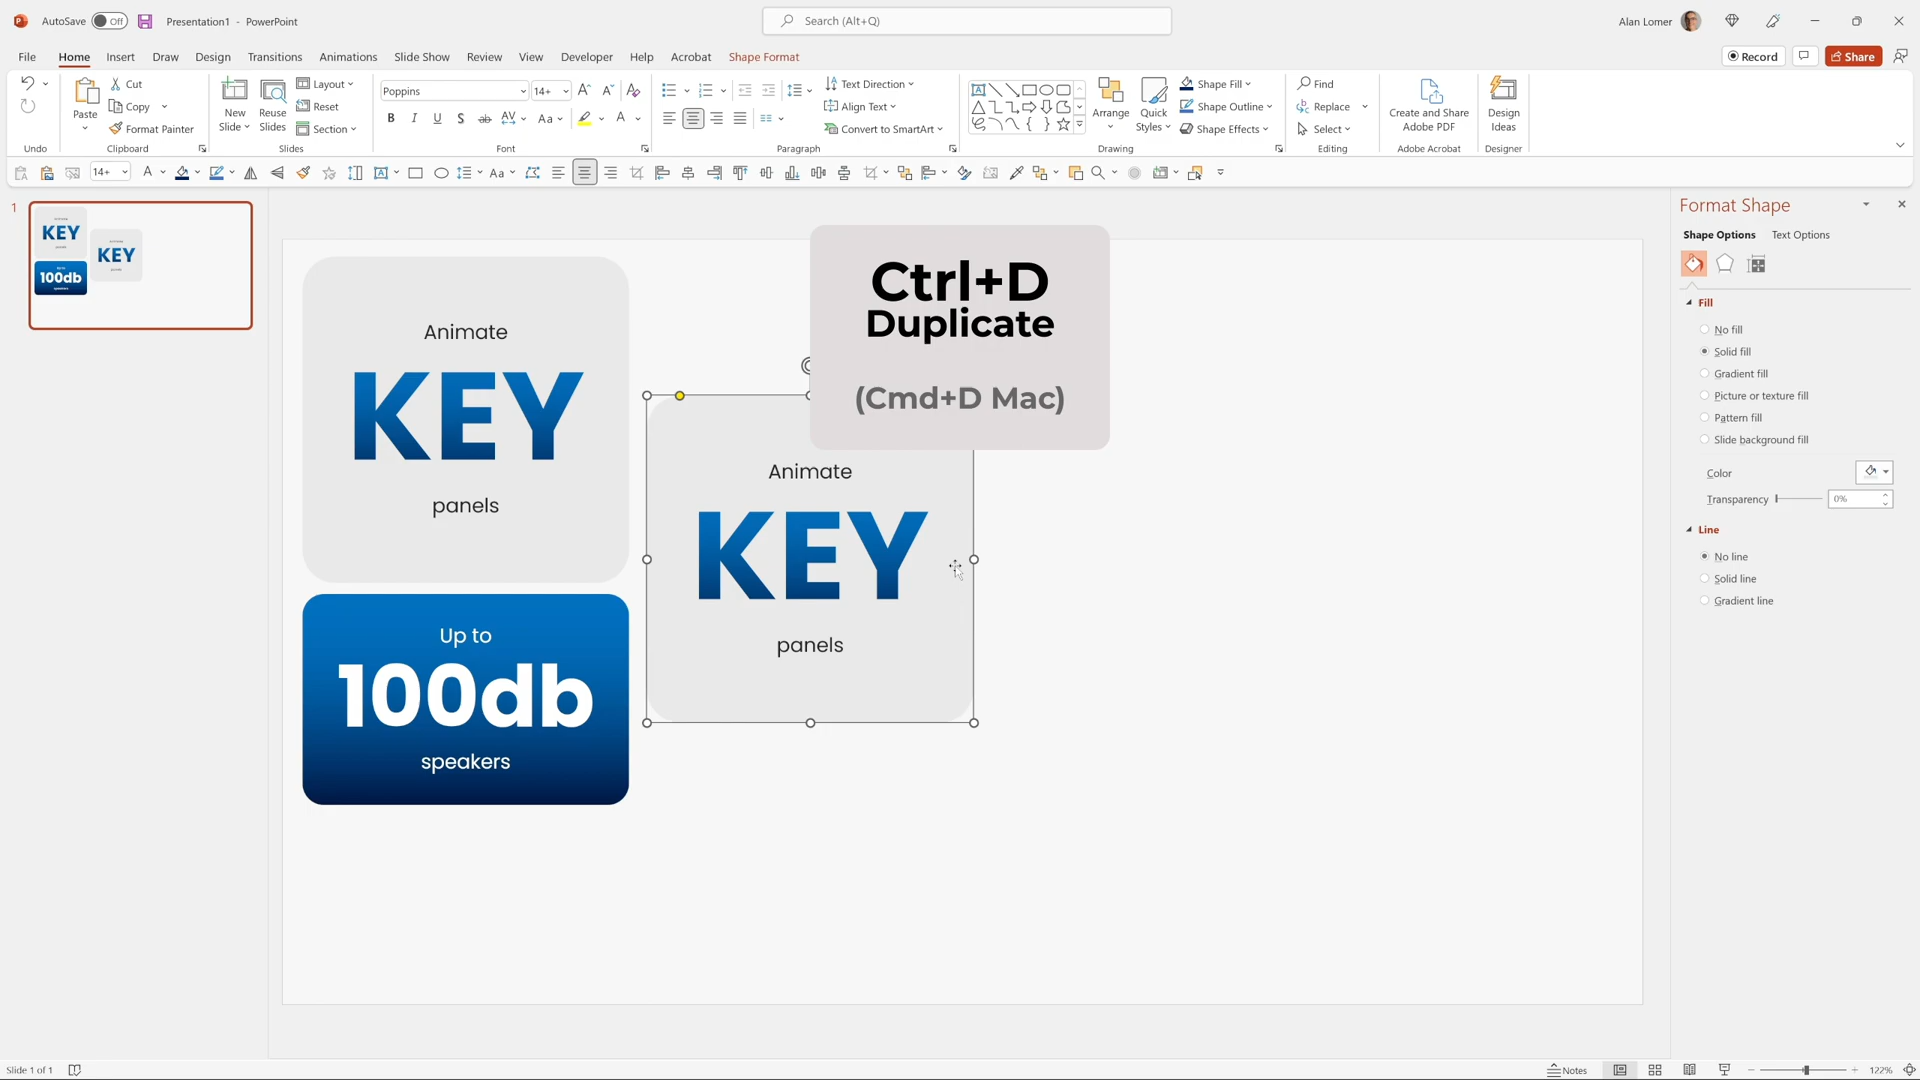 AutoSave Off Presentation1 - PowerPoint Search (Alt+Q) Alan Lomer
File Home Insert Draw Design Transitions Animations Slide Show Review View Developer Help Acrobat Shape Format Record Share
Paste Cut Copy Format Painter
New Slide Reuse Slides Layout Reset Section
Poppins 14+
B I U S ab AV Aa A
Text Direction Align Text Convert to SmartArt
Arrange Quick Styles Shape Fill Shape Outline Shape Effects
Find Replace Select
Create and Share Adobe PDF Design Ideas
Undo Clipboard Slides Font Paragraph Drawing Editing Adobe Acrobat Designer
14+ A Aa
1
KEY
KEY
100db
Animate
KEY
panels
Up to
100db
speakers
Animate
KEY
panels
Ctrl+D
Duplicate
(Cmd+D Mac)
Format Shape
Shape Options Text Options
Fill
No fill
Solid fill
Gradient fill
Picture or texture fill
Pattern fill
Slide background fill
Color
Transparency 0%
Line
No line
Solid line
Gradient line
Slide 1 of 1 Notes 122%